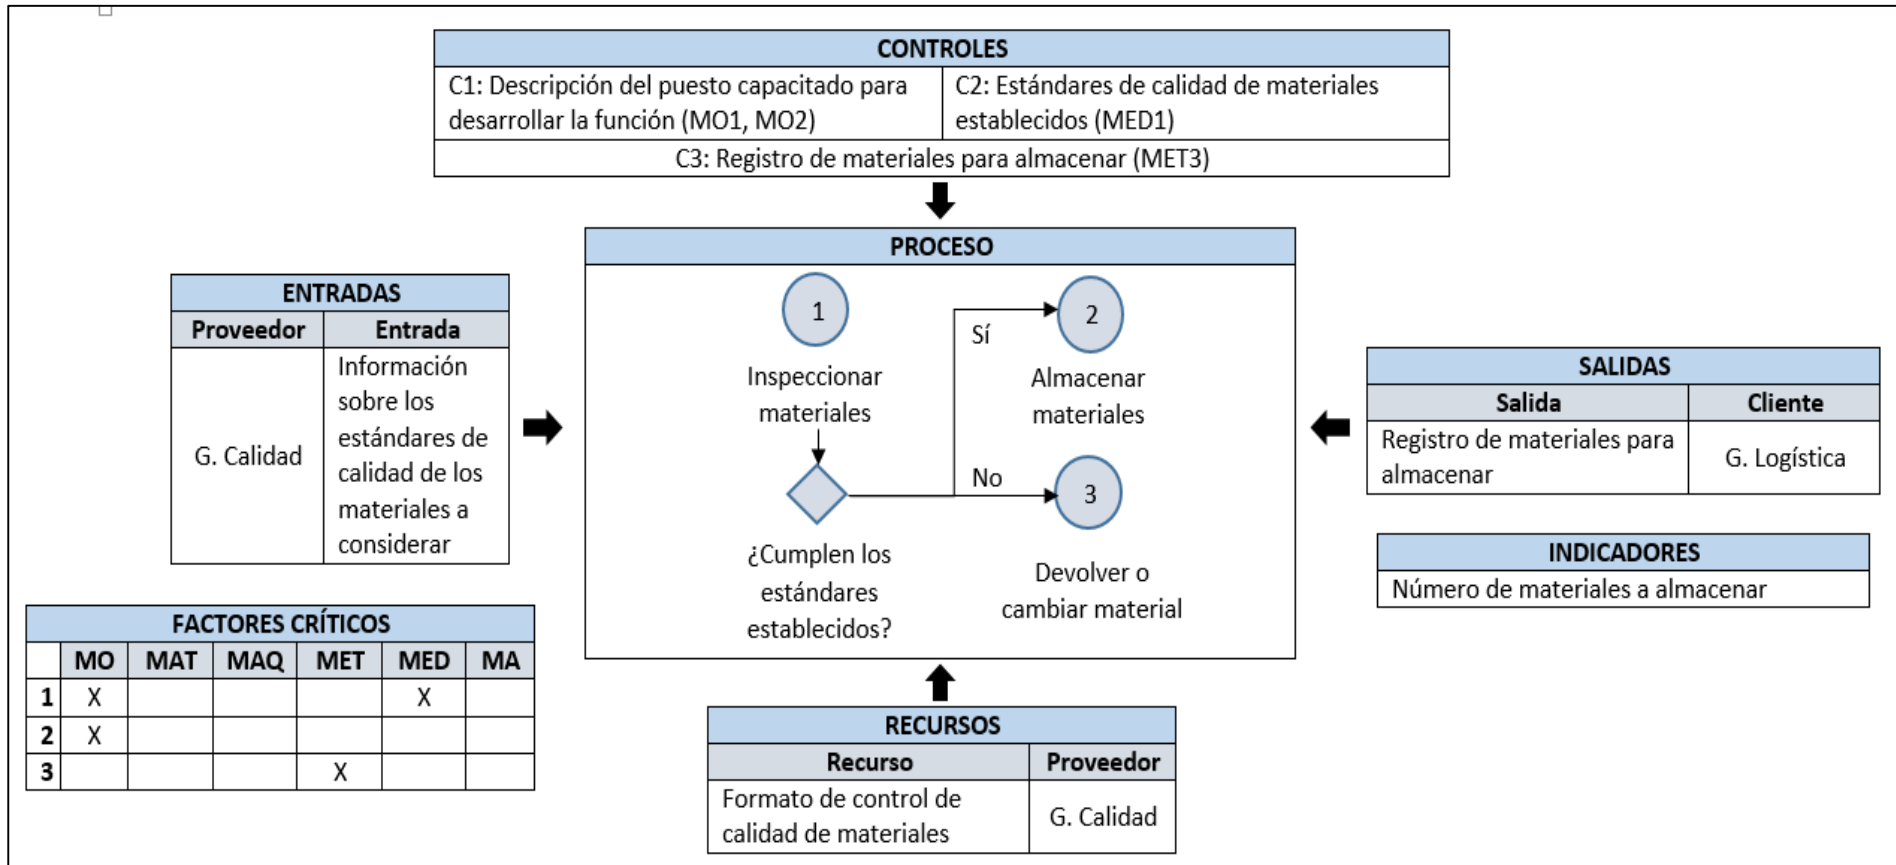 CONTROLES
C1: Descripción del puesto capacitado para
desarrollar la función (MO1, MO2)
C2: Estándares de calidad de materiales
establecidos (MED1)
C3: Registro de materiales para almacenar (MET3)
PROCESO
1
Inspeccionar
materiales
¿Cumplen los
estándares
establecidos?
Sí
2
Almacenar
materiales
No
3
Devolver o
cambiar material
ENTRADAS
Proveedor Entrada
G. Calidad
Información
sobre los
estándares de
calidad de los
materiales a
considerar
SALIDAS
Salida Cliente
Registro de materiales para
almacenar
G. Logística
INDICADORES
Número de materiales a almacenar
FACTORES CRÍTICOS
MO MAT MAQ MET MED MA
1 X X
2 X
3 X
RECURSOS
Recurso Proveedor
Formato de control de
calidad de materiales
G. Calidad